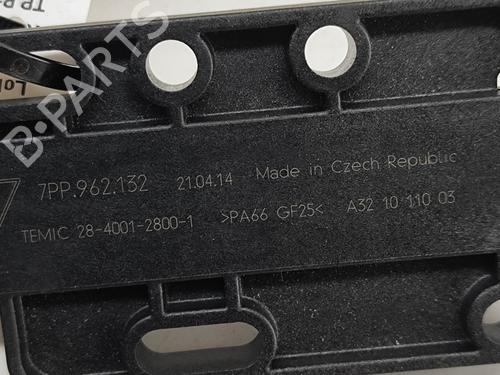 7PP.962.132 21.04.14 Made in Czech Republic
TEMIC 28-4001-2800-1 >PA66 GF25< A32 10 110 03
B-PARTS